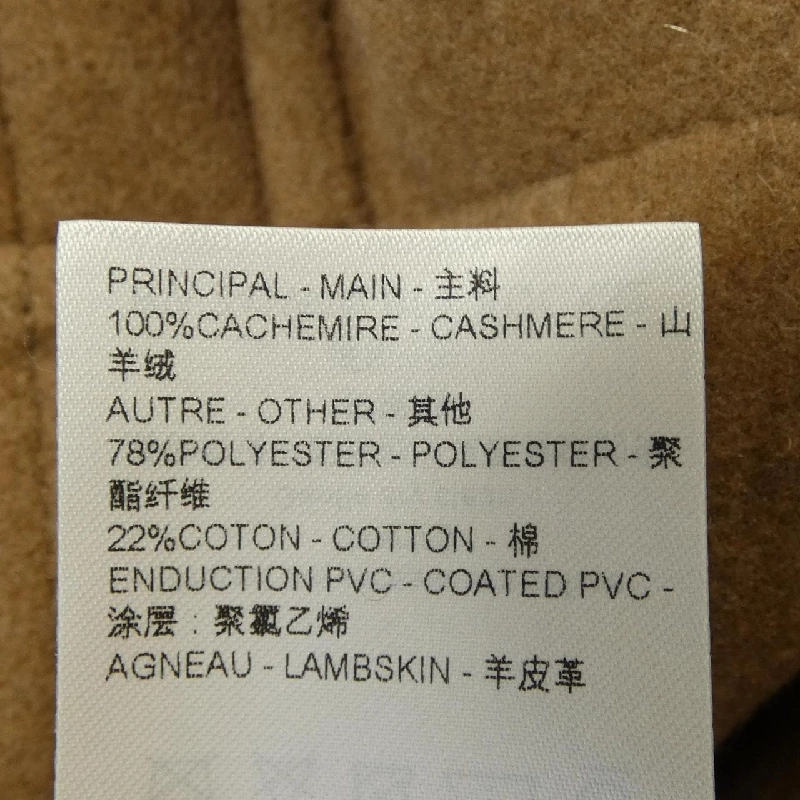 PRINCIPAL - MAIN - 主料
100%CACHEMIRE - CASHMERE - 山
羊绒
AUTRE - OTHER - 其他
78%POLYESTER - POLYESTER - 聚
酯纤维
22%COTON - COTTON - 棉
ENDUCTION PVC - COATED PVC -
涂层 : 聚氯乙烯
AGNEAU - LAMBSKIN - 羊皮革